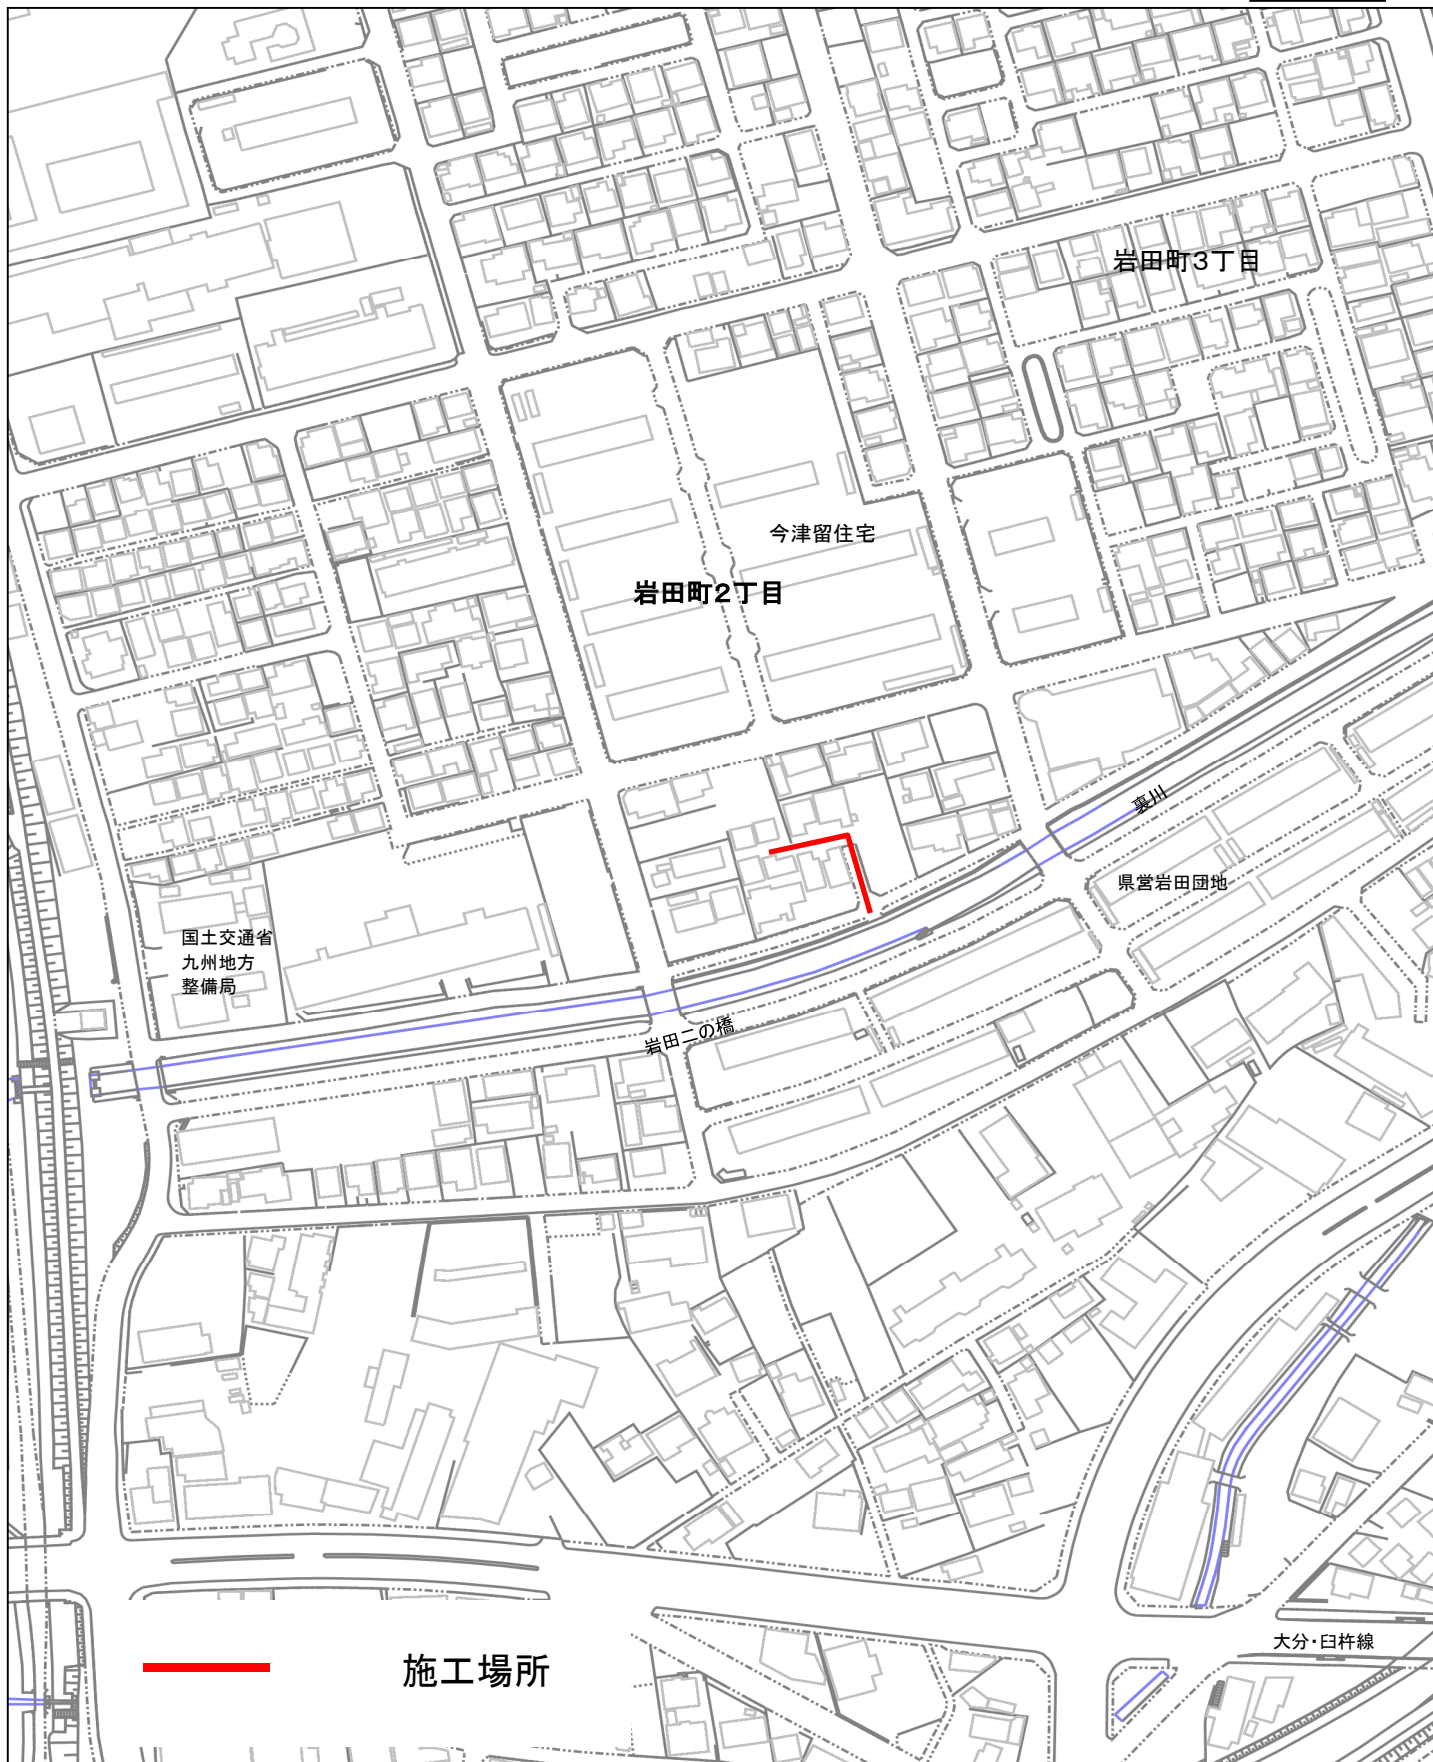 岩田町3丁目
今津留住宅
岩田町2丁目
裏川
県営岩田団地
国土交通省
九州地方
整備局
岩田二の橋
大分・臼杵線
施工場所